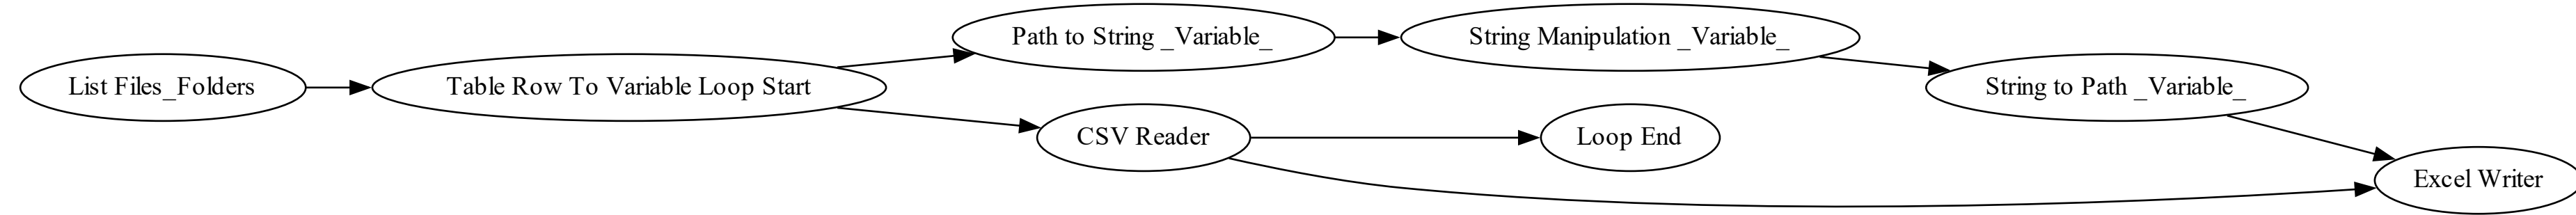 List Files_Folders
Table Row To Variable Loop Start
Path to String _Variable_
String Manipulation _Variable_
String to Path _Variable_
CSV Reader
Loop End
Excel Writer